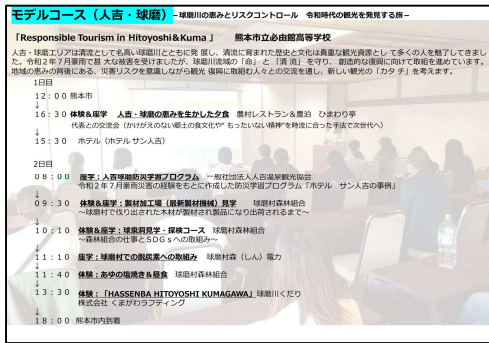 モデルコース（人吉・球磨）－球磨川の恵みとリスクコントロール　令和時代の観光を発見する旅－
「Responsible Tourism in Hitoyoshi＆Kuma 」　熊本市立必由館高等学校
人吉・球磨エリアは清流として名高い球磨川とともに発 展し、清流に育まれた歴史と文化は貴重な観光資源とし て多くの人を魅了してきまし
た。令和２年７月豪雨で甚 大な被害を受けましたが、球磨川流域の「命」 と「 清 流」を守り、創造的な復興に向けて取組を進めています。
地域の恵みの背後にある、災害リスクを意識しながら観光 復興に取組む人々との交流を通し、新しい観光の「カタ チ」を考えます。
1日目
１２：００ 熊本市
↓
１６：３０ 体験＆座学　人吉・球磨の恵みを生かした夕食　農村レストラン＆農泊　ひまわり亭
代表との交流会（かけがえのない郷土の食文化や“ もったいない精神”を時流に合った手法で次世代へ）
↓
１５：３０　ホテル（ホテル サン人吉）
2日目
０８：００　座学：人吉球磨防災学習プログラム　一般社団法人人吉温泉観光協会
令和２年７月豪雨災害の経験をもとに作成した防災学習プログラム「ホテル　サン人吉の事例」
↓
０９：３０　体験＆座学：製材加工場（最新製材機械）見学　球磨村森林組合
～球磨村で伐り出された木材が製材され製品になり出荷されるまで～
↓
１０：１０　体験＆座学：球泉洞見学・探検コース　球磨村森林組合
～森林組合の仕事とSDGｓへの取組み～
↓
１１：１０　座学：球磨村での脱炭素への取組み　球磨村森（しん）電力
↓
１１：４０　体験：あゆの塩焼き＆昼食　球磨村森林組合
↓
１３：３０　体験：「HASSENBA HITOYOSHI KUMAGAWA」球磨川くだり
株式会社 くまがわラフティング
↓
１８：００ 熊本市内到着